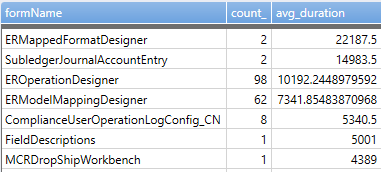 formName count_ avg_duration
ERMappedFormatDesigner 2 22187.5
SubledgerJournalAccountEntry 2 14983.5
EROperationDesigner 98 10192.2448979592
ERModelMappingDesigner 62 7341.85483870968
ComplianceUserOperationLogConfig_CN 8 5340.5
FieldDescriptions 1 5001
MCRDropShipWorkbench 1 4389